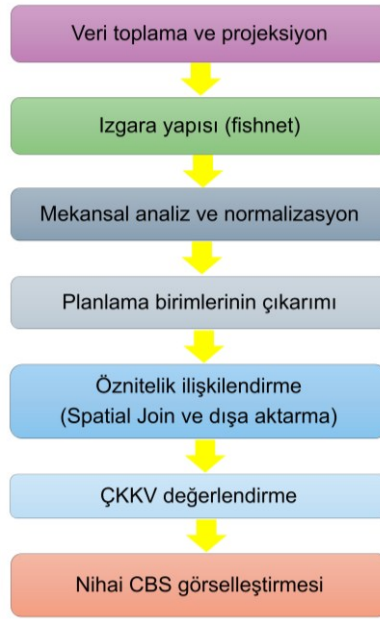 Veri toplama ve projeksiyon
Izgara yapısı (fishnet)
Mekansal analiz ve normalizasyon
Planlama birimlerinin çıkarımı
Öznitelik ilişkilendirme
(Spatial Join ve dışa aktarma)
ÇKKV değerlendirme
Nihai CBS görselleştirmesi